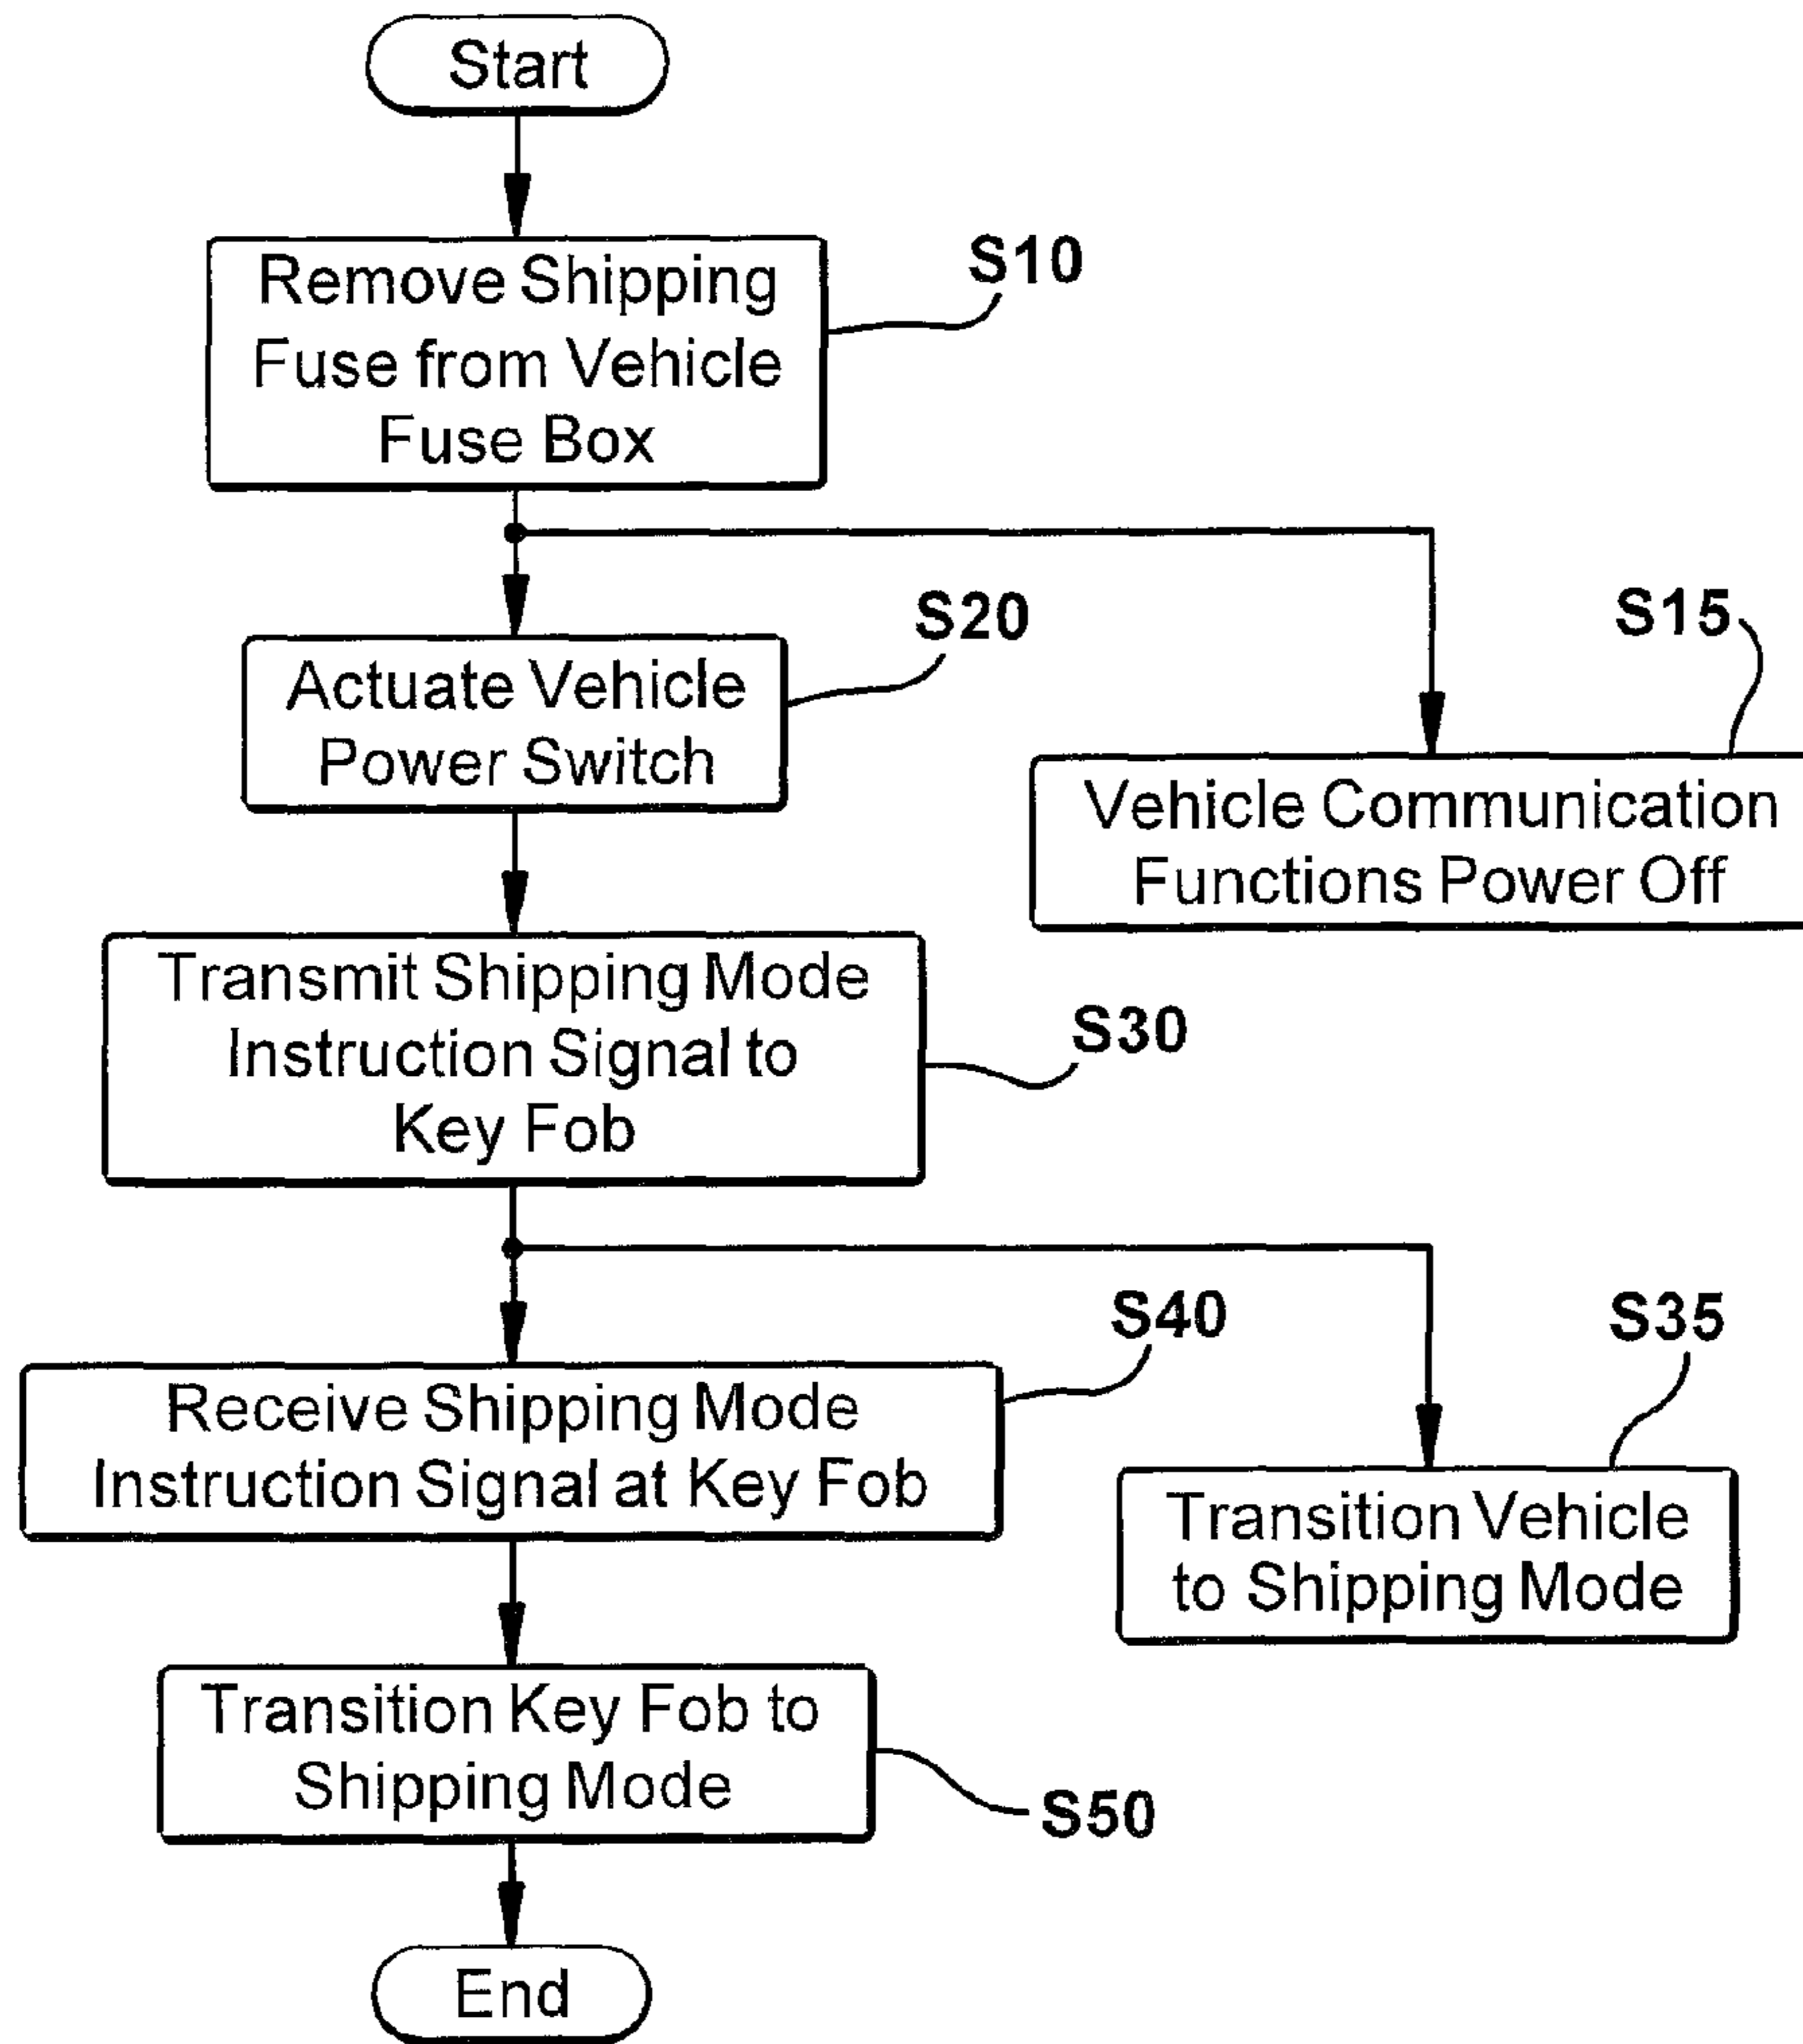 Start
Remove Shipping
Fuse from Vehicle
Fuse Box
S10
Actuate Vehicle
Power Switch
S20
Vehicle Communication
Functions Power Off
S15
Transmit Shipping Mode
Instruction Signal to
Key Fob
S30
Receive Shipping Mode
Instruction Signal at Key Fob
S40
Transition Vehicle
to Shipping Mode
S35
Transition Key Fob to
Shipping Mode
S50
End